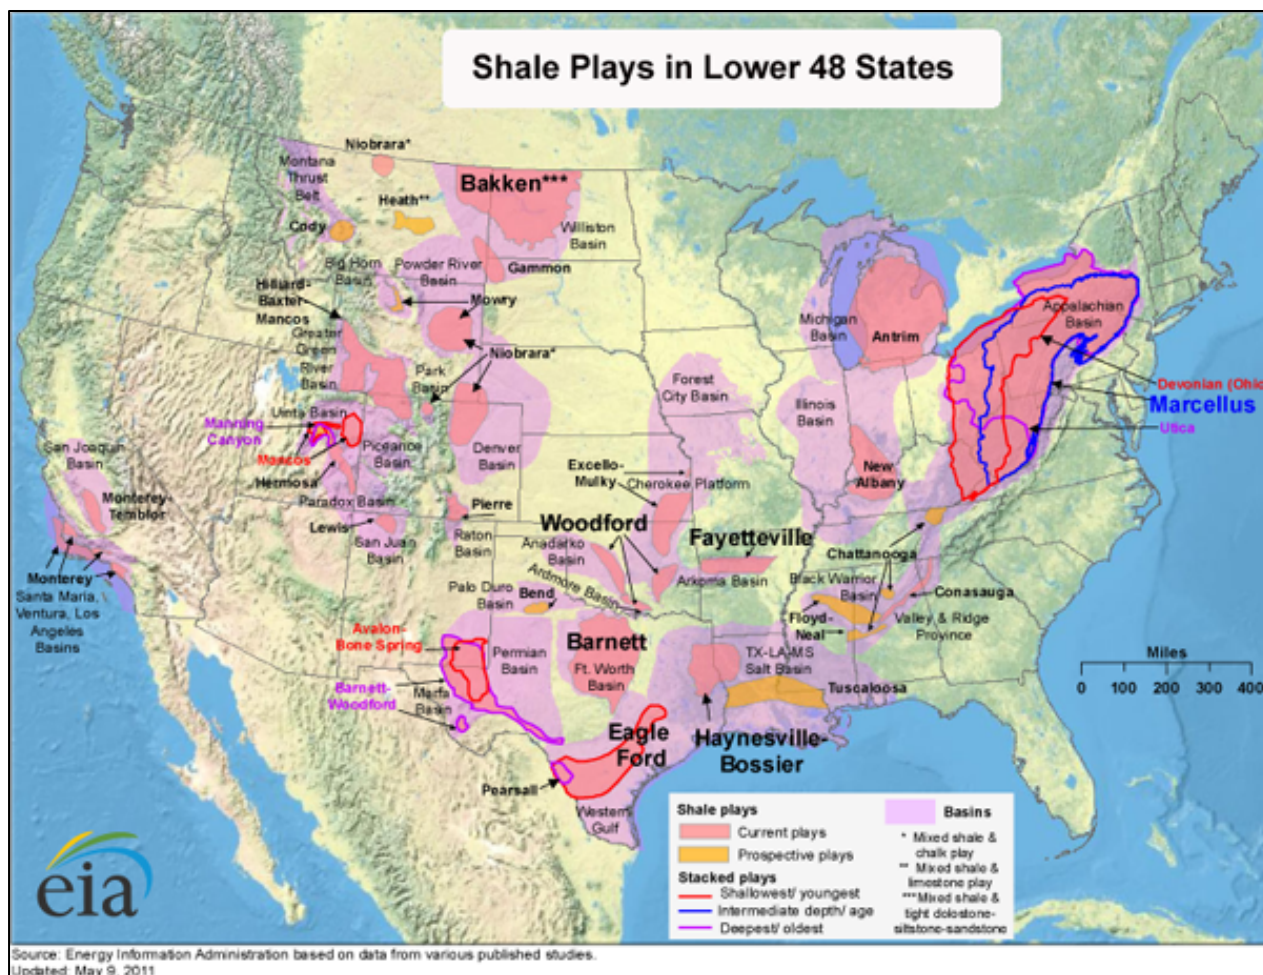 Shale Plays in Lower 48 States
Niobrara*
Montana
Thrust
Belt
Bakken***
Heath**
Cody
Williston
Basin
Big Horn
Basin
Powder River
Basin
Gammon
Hilliard-
Baxter-
Mancos
Mowry
Greater
Green
River
Basin
Niobrara*
Park
Basin
Michigan
Basin
Antrim
Appalachian
Basin
Devonian (Ohio
Marcellus
Utica
Forest
City Basin
Illinois
Basin
Uinta Basin
Manning
Canyon
Mancos
Piceance
Basin
Denver
Basin
San Joaquin
Basin
Hermosa
Paradox Basin
Excello-
Mulky
Cherokee Platform
New
Albany
Monterey-
Temblor
Pierre
Lewis
San Juan
Basin
Raton
Basin
Woodford
Anadarko
Basin
Fayetteville
Arkoma Basin
Chattanooga
Monterey
Santa Maria,
Ventura, Los
Angeles
Basins
Palo Duro
Basin
Bend
Ardmore Basin
Black Warrior
Basin
Conasauga
Floyd-
Neal
Valley & Ridge
Province
Avalon-
Bone Spring
Permian
Basin
Barnett
Ft. Worth
Basin
TX-LA-MS
Salt Basin
Tuscaloosa
Barnett-
Woodford
Marfa
Basin
Eagle
Ford
Haynesville-
Bossier
Pearsall
Western
Gulf
Miles
0 100 200 300 400
Shale plays
Current plays
Prospective plays
Stacked plays
Shallowest/ youngest
Intermediate depth/ age
Deepest/ oldest
Basins
* Mixed shale &
chalk play
** Mixed shale &
limestone play
***Mixed shale &
tight dolostone-
siltstone-sandstone
eia
Source: Energy Information Administration based on data from various published studies.
Updated: May 9, 2011